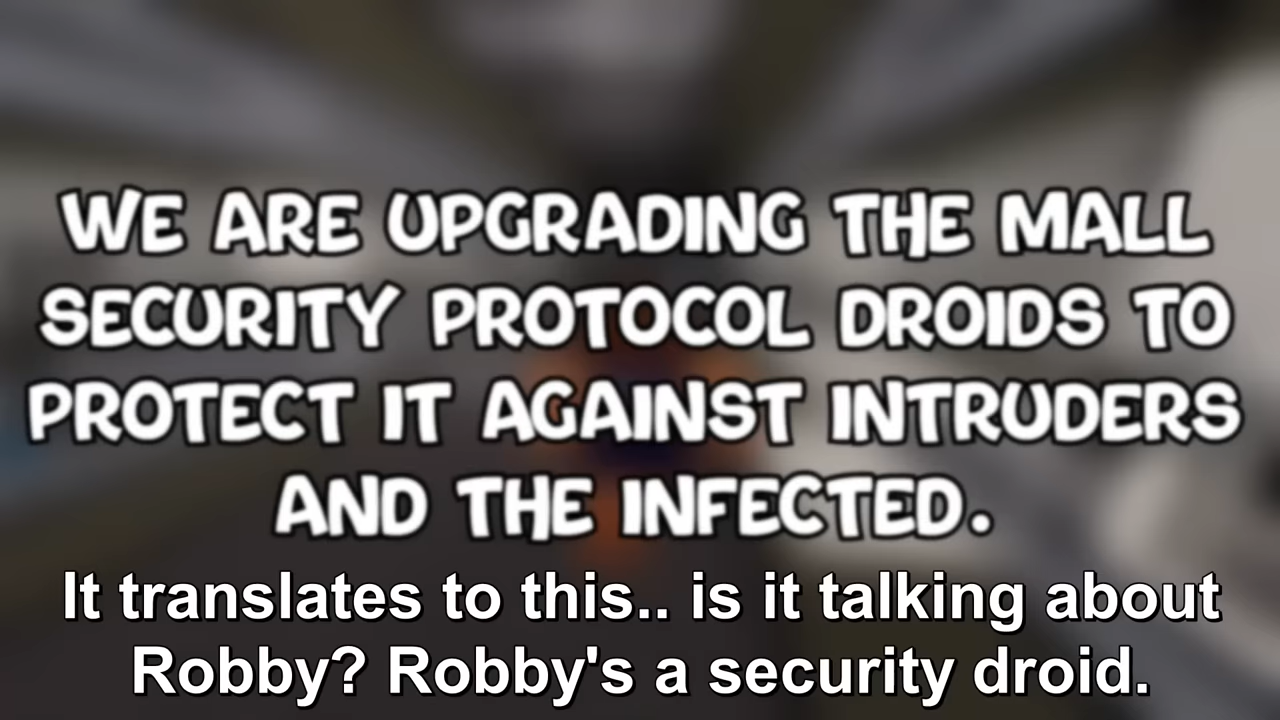 WE ARE UPGRADING THE MALL
SECURITY PROTOCOL DROIDS TO
PROTECT IT AGAINST INTRUDERS
AND THE INFECTED.
It translates to this.. is it talking about
Robby? Robby's a security droid.